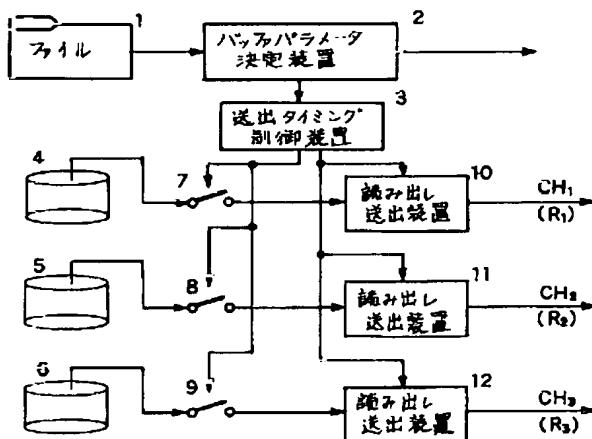 1
ファイル
2
バッファパラメータ
決定装置
3
送出タイミング
制御装置
4
7
10
読み出し
送出装置
CH1
(R1)
5
8
11
読み出し
送出装置
CH2
(R2)
6
9
12
読み出し
送出装置
CH3
(R3)